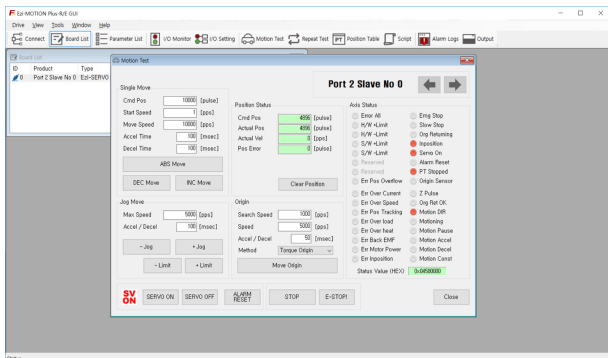 Ezi-MOTION Plus-R/E GUI
Drive View Tools Window Help
Connect Board List Parameter List I/O Monitor I/O Setting Motion Test Repeat Test PT Position Table Script Alarm Logs Output
Board List
ID Product Type
0 Port 2 Slave No 0 Ezi-SERVO
Motion Test
Port 2 Slave No 0
Single Move
Cmd Pos 10000 [pulse]
Start Speed 1 [pps]
Move Speed 10000 [pps]
Accel Time 100 [msec]
Decel Time 100 [msec]
ABS Move
DEC Move INC Move
Position Status
Cmd Pos 4896 [pulse]
Actual Pos 4896 [pulse]
Actual Vel 0 [pps]
Pos Error 0 [pulse]
Clear Position
Jog Move
Max Speed 5000 [pps]
Accel / Decel 100 [msec]
- Jog + Jog
- Limit + Limit
Origin
Search Speed 1000 [pps]
Speed 5000 [pps]
Accel / Decel 50 [msec]
Method Torque Origin
Move Origin
Axis Status
Error All Emg Stop
H/W +Limit Slow Stop
H/W -Limit Org Returning
S/W +Limit Inposition
S/W -Limit Servo On
Reserved Alarm Reset
Reserved PT Stopped
Err Pos Overflow Origin Sensor
Err Over Current Z Pulse
Err Over Speed Org Ret OK
Err Pos Tracking Motion DIR
Err Over load Motioning
Err Over heat Motion Pause
Err Back EMF Motion Accel
Err Motor Power Motion Decel
Err Inposition Motion Const
Status Value (HEX) 0x04580000
SV ON SERVO ON SERVO OFF ALARM RESET STOP E-STOP! Close
Status